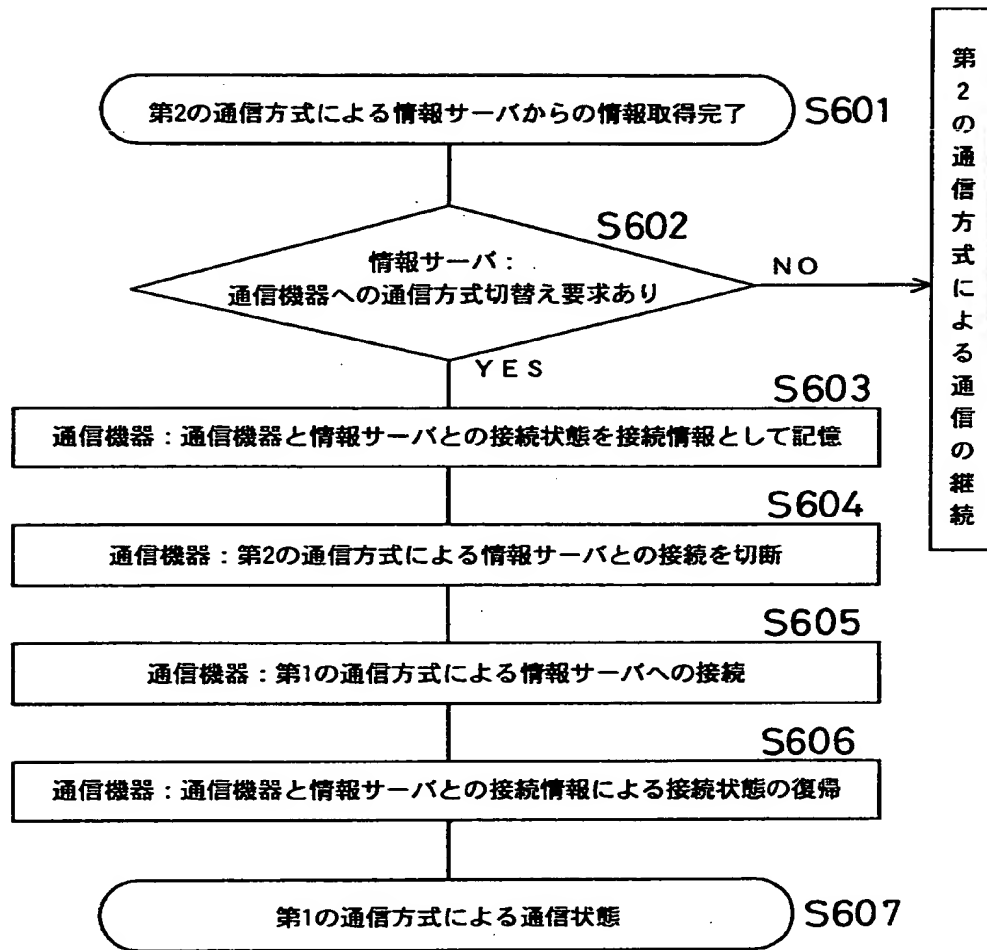 第2の通信方式による情報サーバからの情報取得完了
S601
S602
情報サーバ：
通信機器への通信方式切替え要求あり
NO
第2の通信方式による通信の継続
YES
S603
通信機器：通信機器と情報サーバとの接続状態を接続情報として記憶
S604
通信機器：第2の通信方式による情報サーバとの接続を切断
S605
通信機器：第1の通信方式による情報サーバへの接続
S606
通信機器：通信機器と情報サーバとの接続情報による接続状態の復帰
第1の通信方式による通信状態
S607